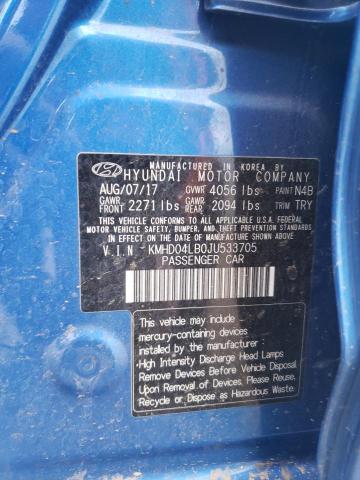 MANUFACTURED IN KOREA BY
HYUNDAI MOTOR COMPANY
AUG/07/17 GVWR 4056 lbs PAINT N4B
GAWR FRONT 2271 lbs GAWR REAR 2094 lbs TRIM TRY
THIS VEHICLE CONFORMS TO ALL APPLICABLE U.S.A. FEDERAL
MOTOR VEHICLE SAFETY, BUMPER, AND THEFT PREVENTION
STANDARDS IN EFFECT ON THE DATE OF MANUFACTURE SHOWN ABOVE.
V.I.N KMHD04LB0JU533705
PASSENGER CAR
This vehicle may include
mercury-containing devices
installed by the manufacturer:
- High Intensity Discharge Head Lamps
Remove Devices Before Vehicle Disposal.
Upon Removal of Devices, Please Reuse,
Recycle or Dispose as Hazardous Waste.